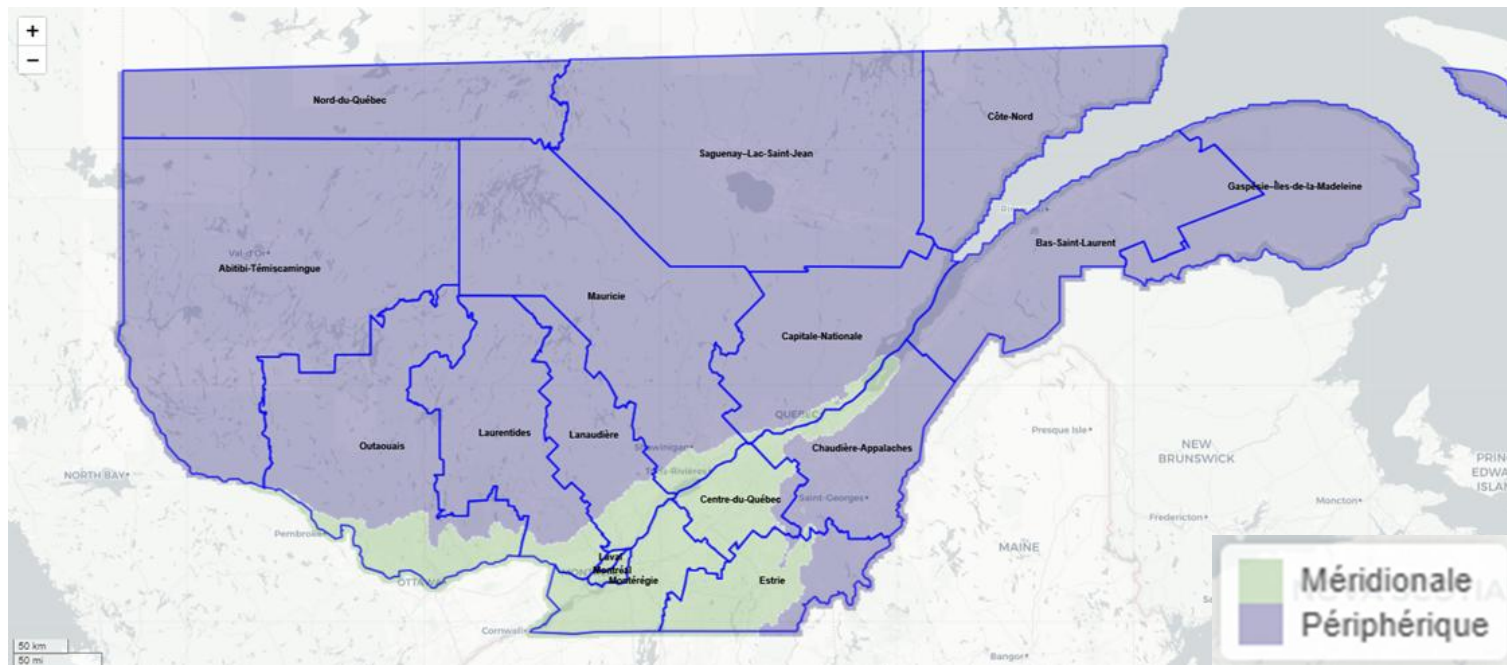 +
−
Nord-du-Québec
Côte-Nord
Saguenay–Lac-Saint-Jean
Gaspésie–Îles-de-la-Madeleine
Bas-Saint-Laurent
Val-d'Or
Abitibi-Témiscamingue
Mauricie
Capitale-Nationale
QUEBEC
Presque Isle
Outaouais
Laurentides
Lanaudière
Shawinigan
Chaudière-Appalaches
NEW
BRUNSWICK
PRINC
EDWAR
ISLAN
NORTH BAY
Trois-Rivières
Centre-du-Québec
Saint-Georges
Moncton
Fredericton
Pembroke
MAINE
Laval
Montréal
Montérégie
Estrie
OTTAWA
Cornwall
Bangor
50 km
50 mi
Méridionale
Périphérique